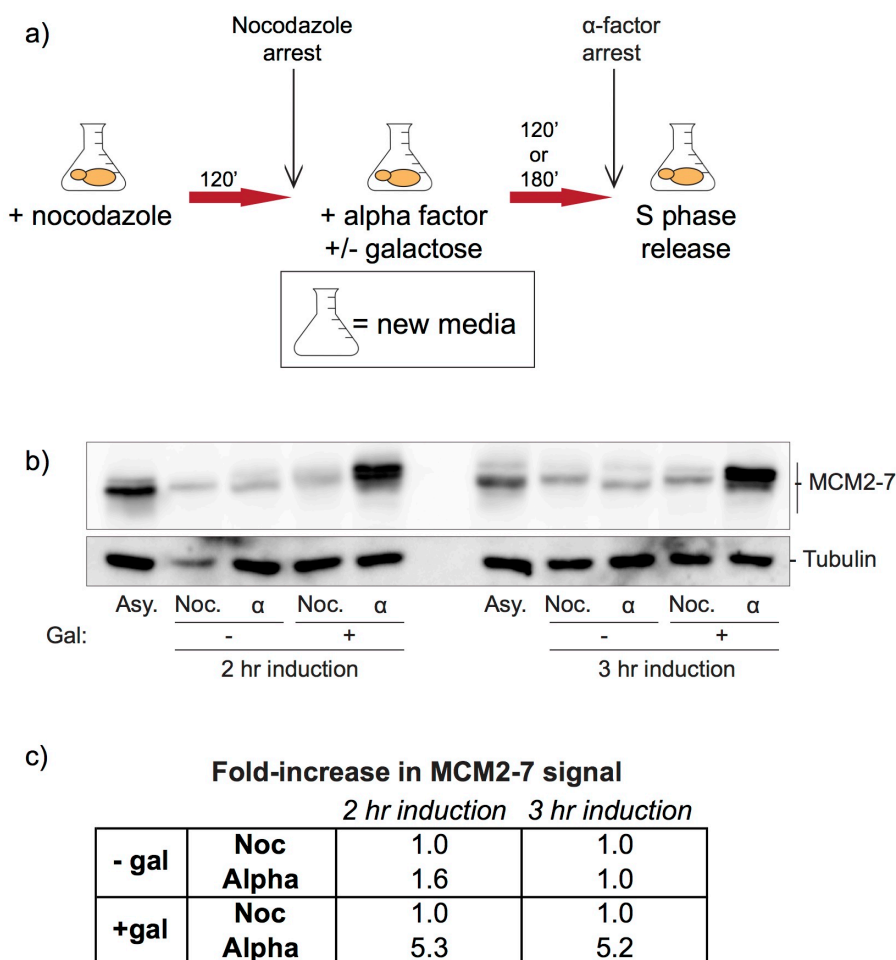 a)
Nocodazole
arrest
α-factor
arrest
120'
120'
or
180'
+ nocodazole
+ alpha factor
+/- galactose
S phase
release
= new media
b)
- MCM2-7
- Tubulin
Asy. Noc. α Noc. α Asy. Noc. α Noc. α
Gal: - + - +
2 hr induction 3 hr induction
c)
Fold-increase in MCM2-7 signal
2 hr induction 3 hr induction
- gal Noc 1.0 1.0
Alpha 1.6 1.0
+gal Noc 1.0 1.0
Alpha 5.3 5.2